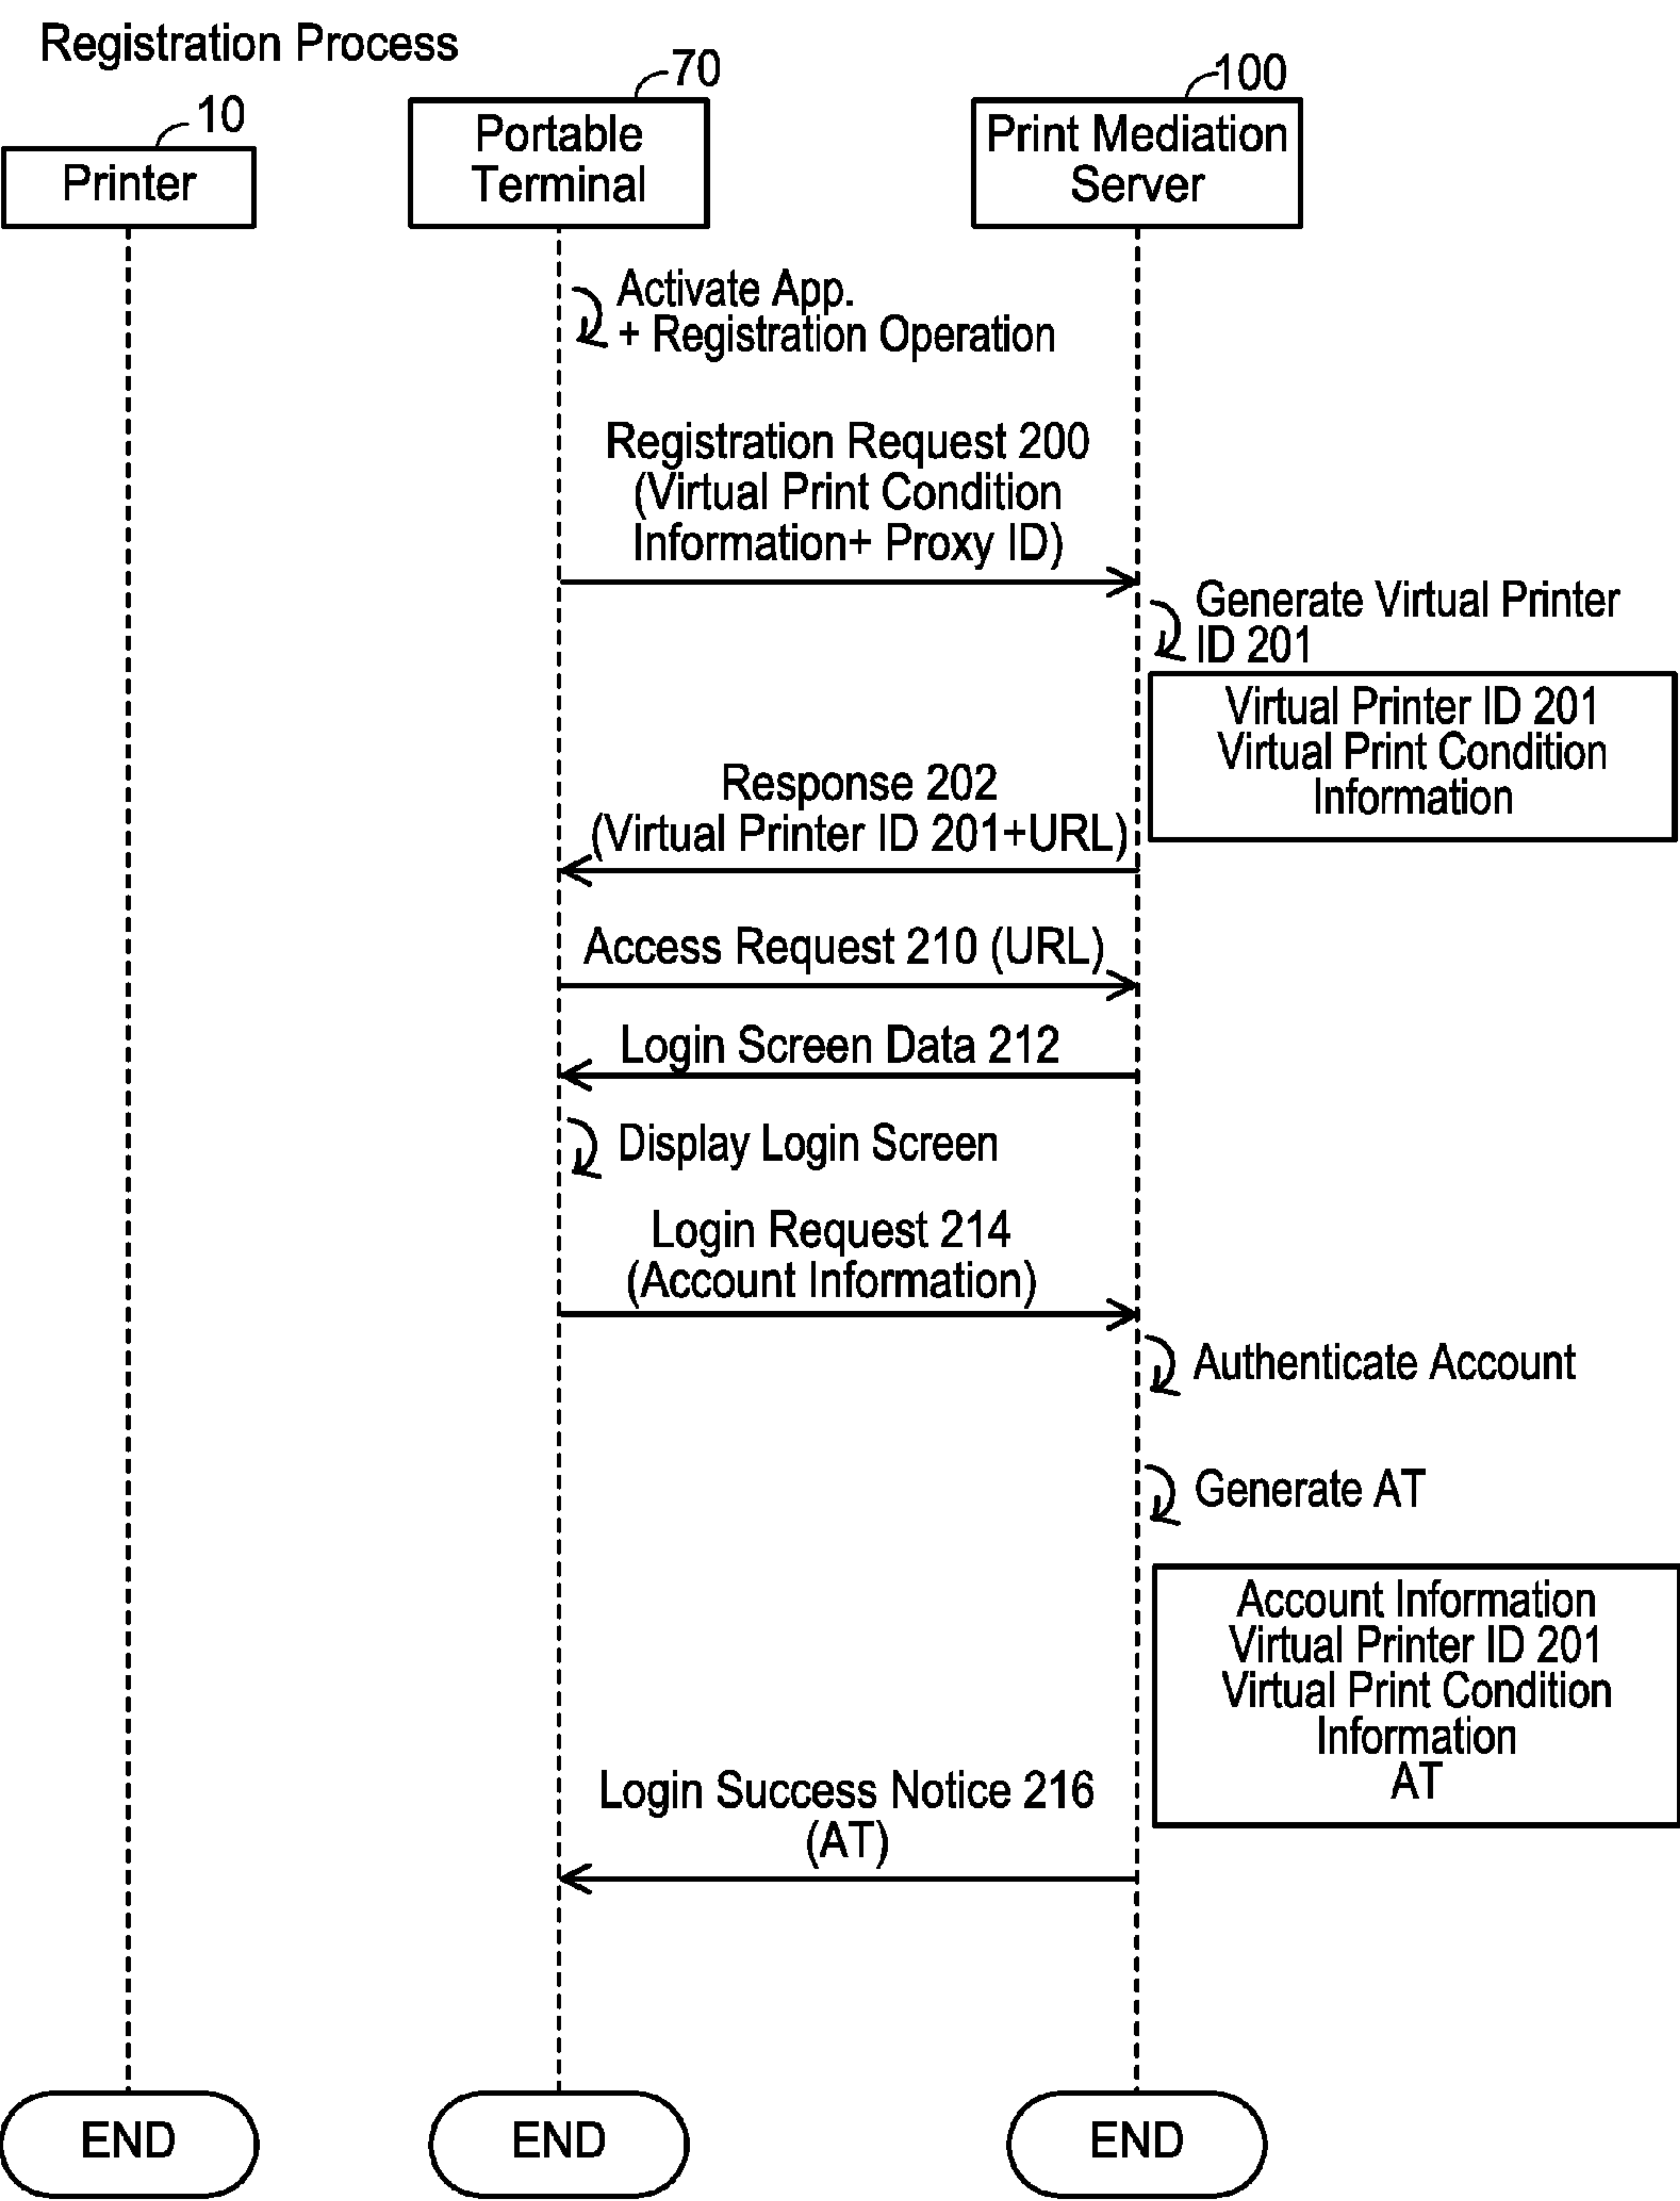 Registration Process
10
Printer
70
Portable
Terminal
100
Print Mediation
Server
Activate App.
+ Registration Operation
Registration Request 200
(Virtual Print Condition
Information+ Proxy ID)
Generate Virtual Printer
ID 201
Virtual Printer ID 201
Virtual Print Condition
Information
Response 202
(Virtual Printer ID 201+URL)
Access Request 210 (URL)
Login Screen Data 212
Display Login Screen
Login Request 214
(Account Information)
Authenticate Account
Generate AT
Account Information
Virtual Printer ID 201
Virtual Print Condition
Information
AT
Login Success Notice 216
(AT)
END
END
END